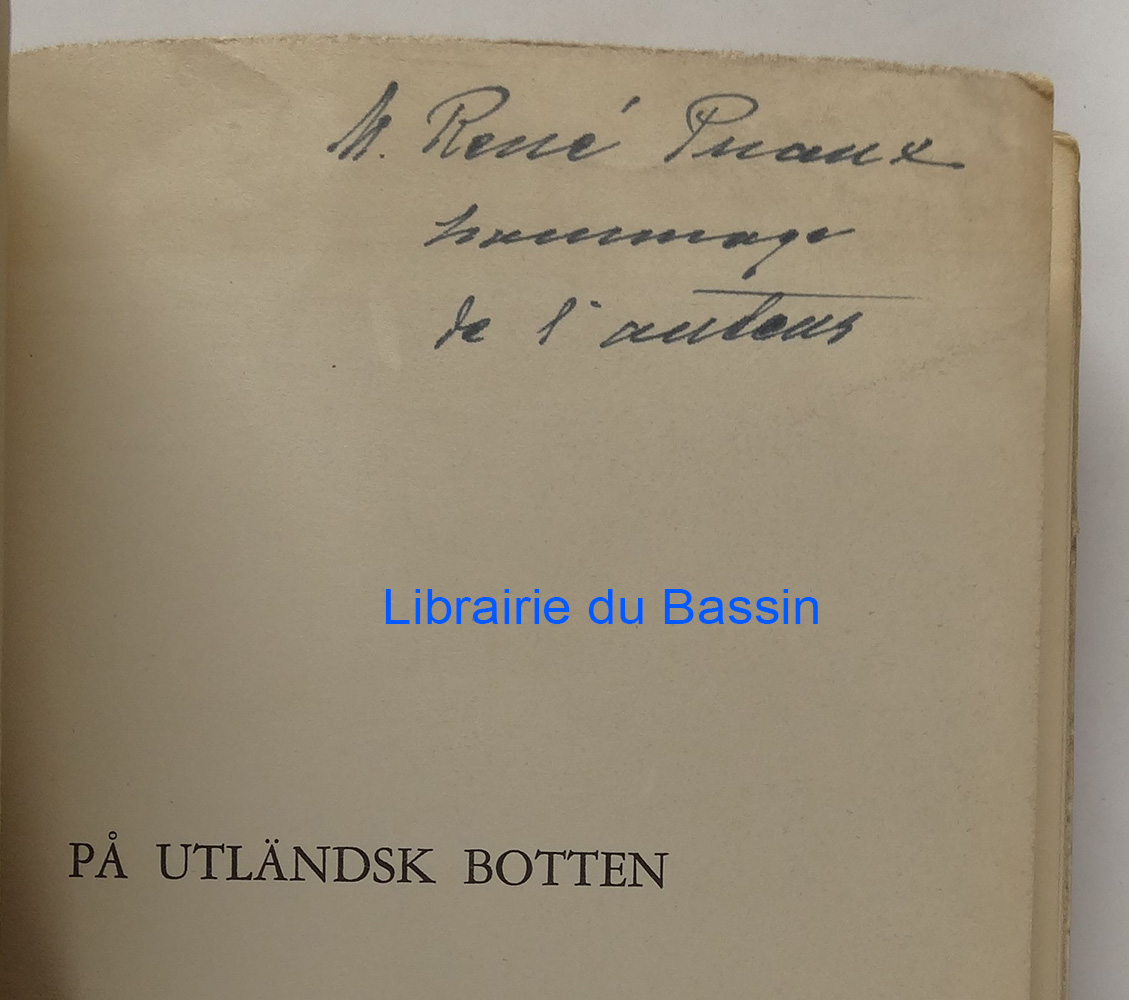 M. René Puaux
hommage
de l'auteur
Librairie du Bassin
PÅ UTLÄNDSK BOTTEN